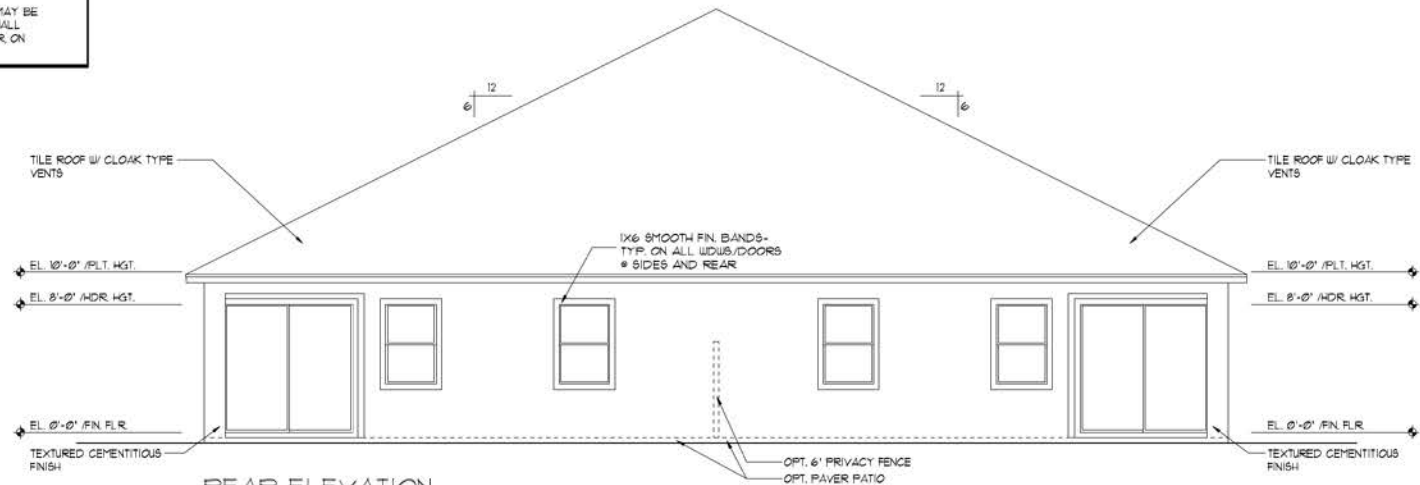 MAY BE
ALL
R ON
12
6
12
6
TILE ROOF W/ CLOAK TYPE
VENTS
TILE ROOF W/ CLOAK TYPE
VENTS
1X6 SMOOTH FIN. BANDS-
TYP. ON ALL WDWS/DOORS
@ SIDES AND REAR
EL. 10'-0" /PLT. HGT.
EL. 10'-0" /PLT. HGT.
EL. 8'-0" /HDR. HGT.
EL. 8'-0" /HDR. HGT.
EL. 0'-0" /FIN. FLR.
EL. 0'-0" /FIN. FLR.
TEXTURED CEMENTITIOUS
FINISH
TEXTURED CEMENTITIOUS
FINISH
OPT. 6' PRIVACY FENCE
OPT. PAVER PATIO
REAR ELEVATION